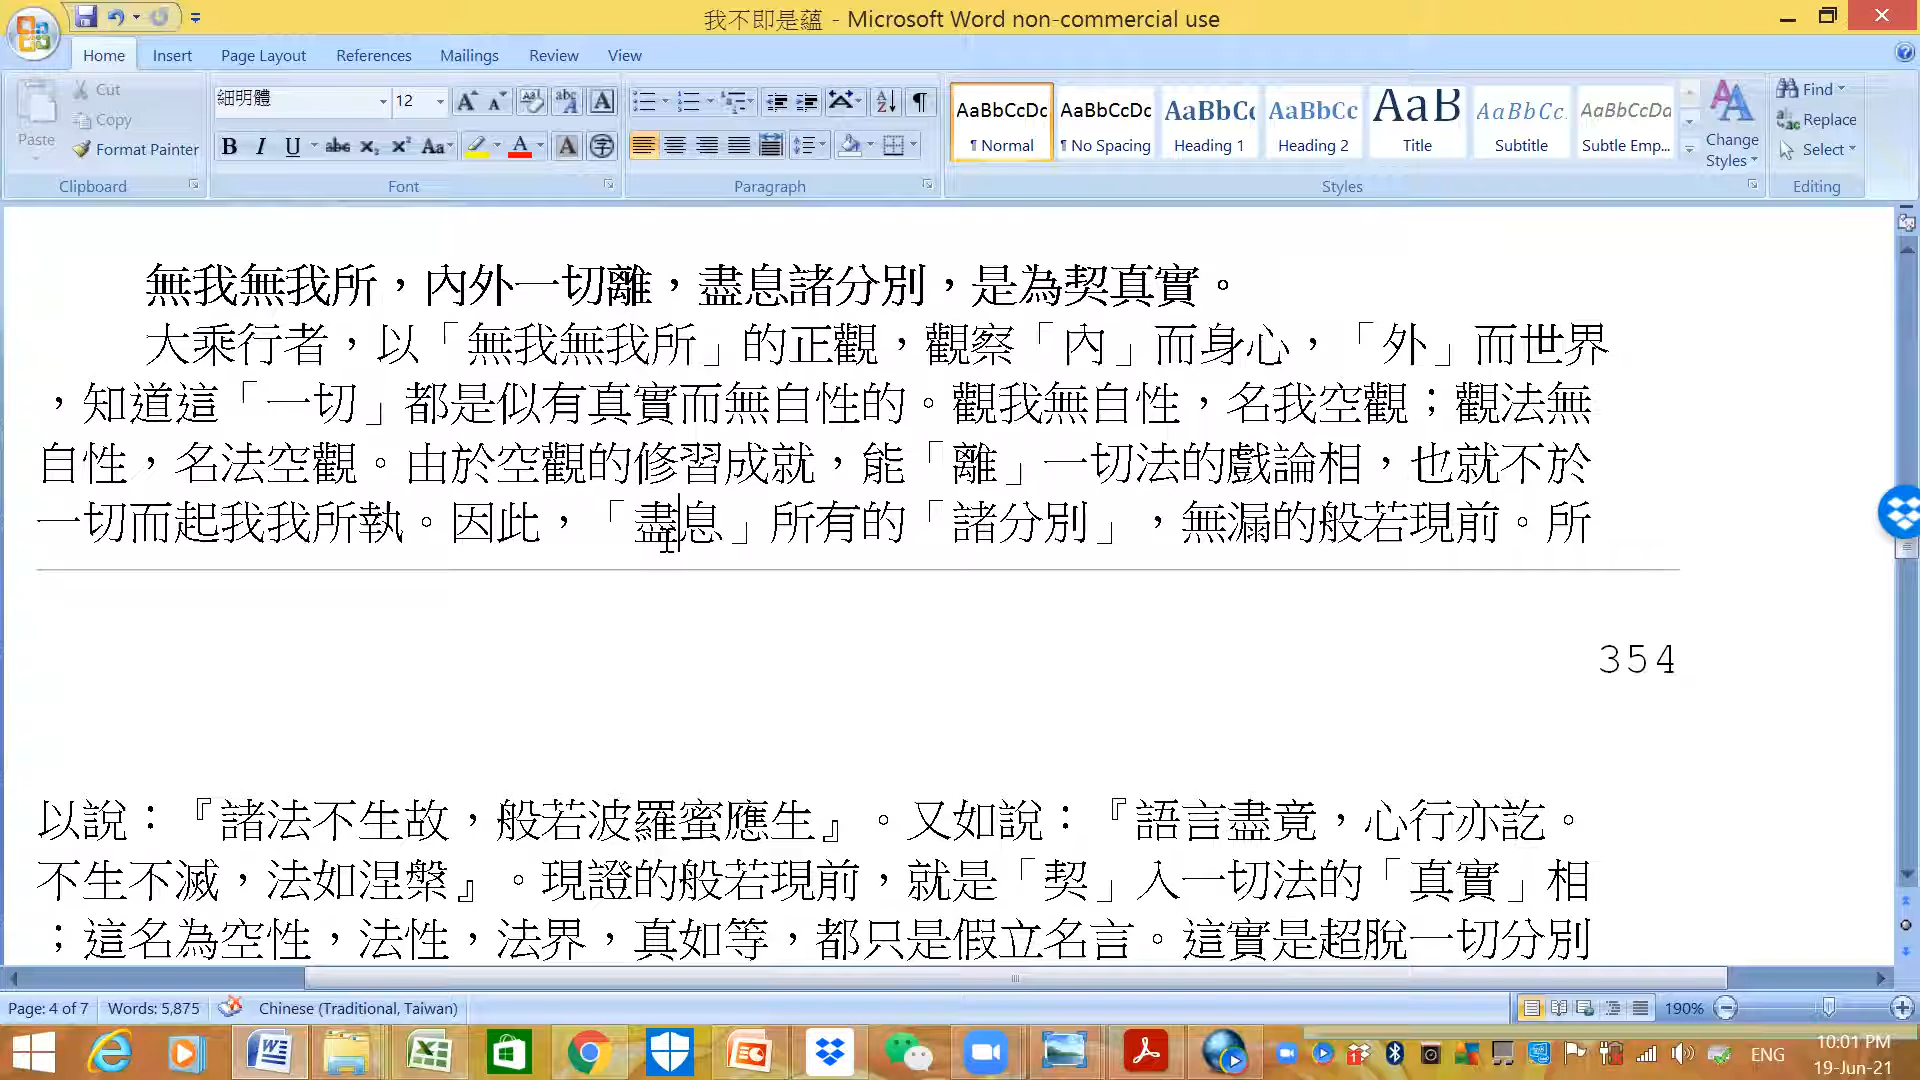 我不即是蘊 - Microsoft Word non-commercial use
Home Insert Page Layout References Mailings Review View
Paste
Cut
Copy
Format Painter
Clipboard
細明體 12
Font
Paragraph
AaBbCcDc AaBbCcDc AaBbCc AaBbCc AaB AaBbCc. AaBbCcDa
¶ Normal ¶ No Spacing Heading 1 Heading 2 Title Subtitle Subtle Emp...
Styles
Change Styles
Find
Replace
Select
Editing
無我無我所，內外一切離，盡息諸分別，是為契真實。
大乘行者，以「無我無我所」的正觀，觀察「內」而身心，「外」而世界
，知道這「一切」都是似有真實而無自性的。觀我無自性，名我空觀；觀法無
自性，名法空觀。由於空觀的修習成就，能「離」一切法的戲論相，也就不於
一切而起我我所執。因此，「盡息」所有的「諸分別」，無漏的般若現前。所
354
以說：『諸法不生故，般若波羅蜜應生』。又如說：『語言盡竟，心行亦訖。
不生不滅，法如涅槃』。現證的般若現前，就是「契」入一切法的「真實」相
；這名為空性，法性，法界，真如等，都只是假立名言。這實是超脫一切分別
Page: 4 of 7 Words: 5,875 Chinese (Traditional, Taiwan) 190%
ENG
10:01 PM
19-Jun-21